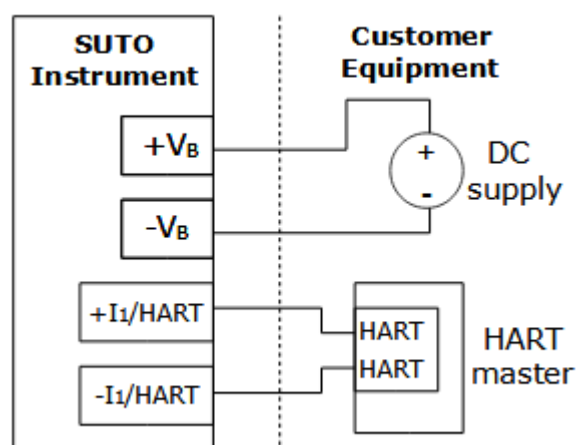 SUTO
Instrument
Customer
Equipment
+VB
+
-
DC
supply
-VB
+I1/HART
-I1/HART
HART
HART
HART
master